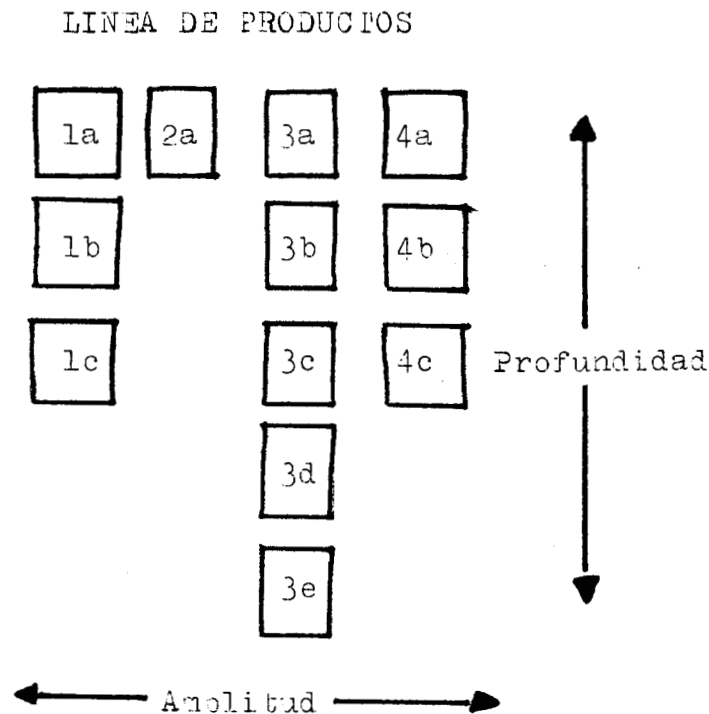 LINEA DE PRODUCTOS
1a 2a 3a 4a
1b 3b 4b
1c 3c 4c Profundidad
3d
3e
Amplitud